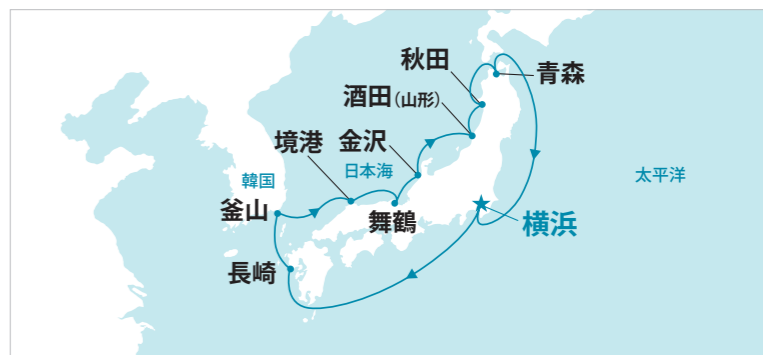 秋田
青森
酒田(山形)
境港
金沢
日本海
韓国
太平洋
釜山
舞鶴
横浜
長崎